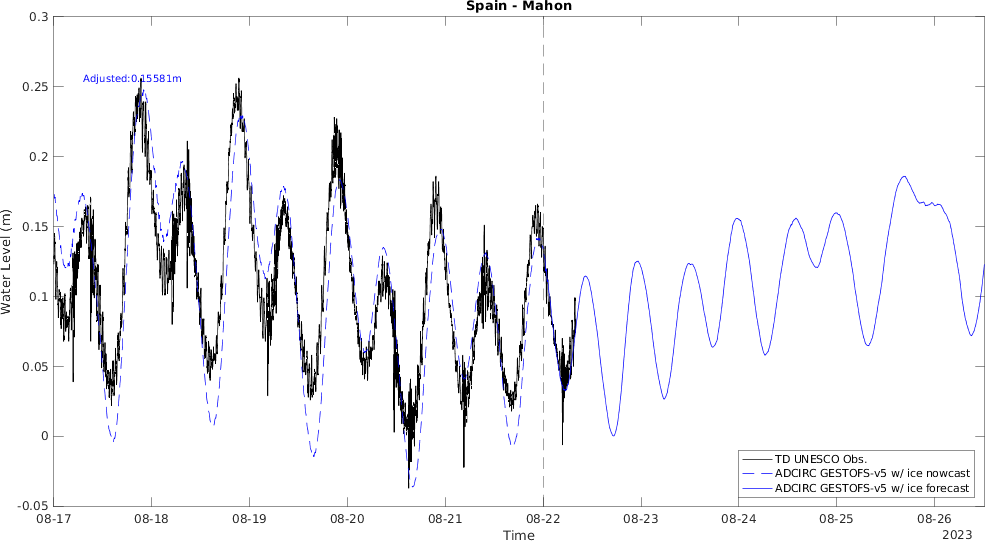 Spain - Mahon
Adjusted:0.15581m
0.3
0.25
0.2
0.15
0.1
0.05
0
-0.05
Water Level (m)
TD UNESCO Obs.
ADCIRC GESTOFS-v5 w/ ice nowcast
ADCIRC GESTOFS-v5 w/ ice forecast
08-17 08-18 08-19 08-20 08-21 08-22 08-23 08-24 08-25 08-26
Time
2023